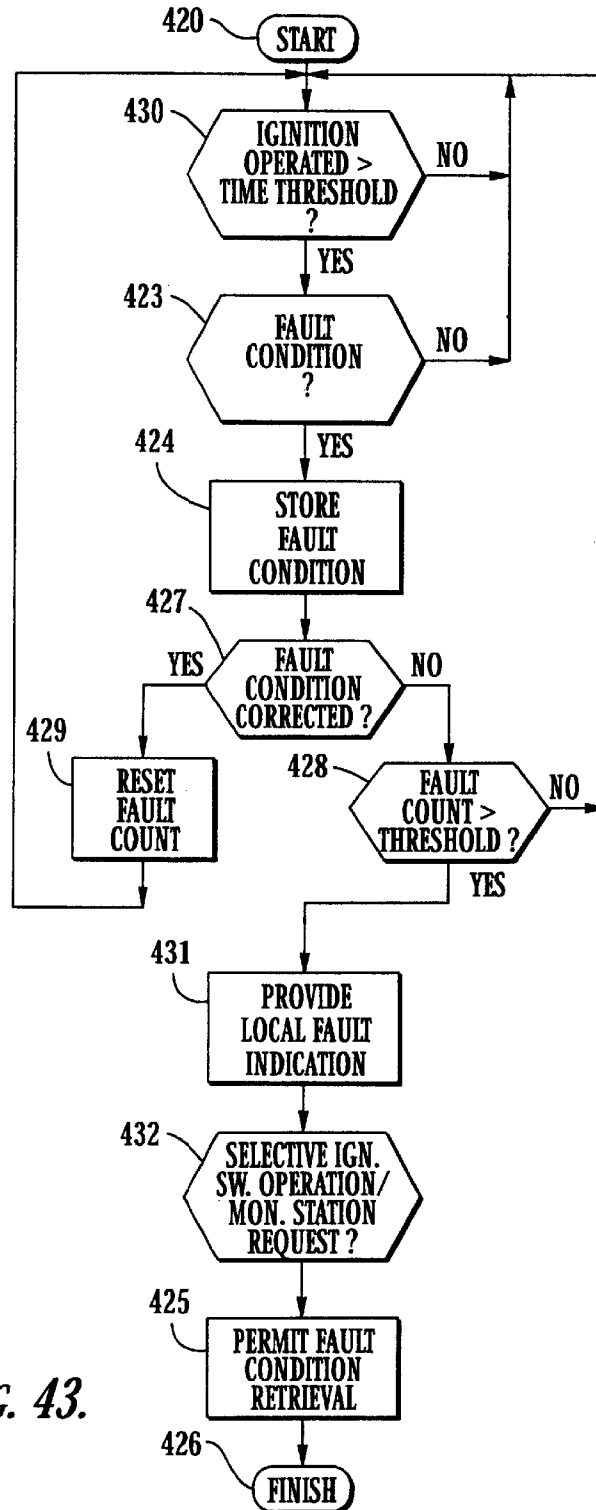 420
START
430
IGINITION
OPERATED >
TIME THRESHOLD
?
NO
YES
423
FAULT
CONDITION
?
NO
YES
424
STORE
FAULT
CONDITION
427
YES
FAULT
CONDITION
CORRECTED ?
NO
429
RESET
FAULT
COUNT
428
FAULT
COUNT >
THRESHOLD ?
NO
YES
431
PROVIDE
LOCAL FAULT
INDICATION
432
SELECTIVE IGN.
SW. OPERATION/
MON. STATION
REQUEST ?
425
PERMIT FAULT
CONDITION
RETRIEVAL
G. 43.
426
FINISH